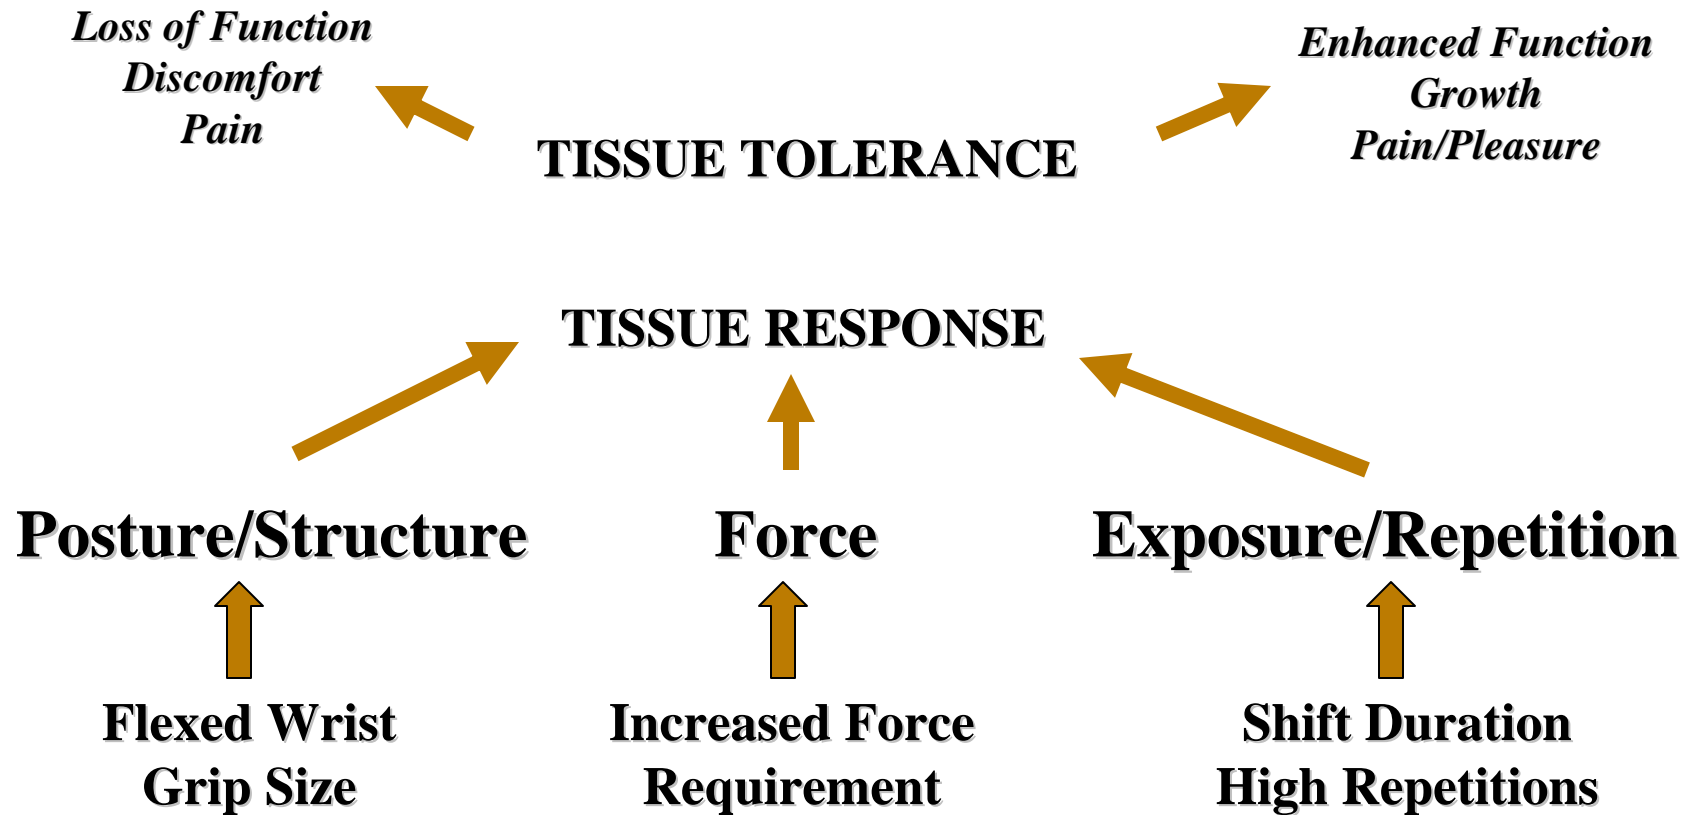 Loss of Function
Discomfort
Pain
Enhanced Function
Growth
Pain/Pleasure
TISSUE TOLERANCE
TISSUE RESPONSE
Posture/Structure
Force
Exposure/Repetition
Flexed Wrist
Grip Size
Increased Force
Requirement
Shift Duration
High Repetitions